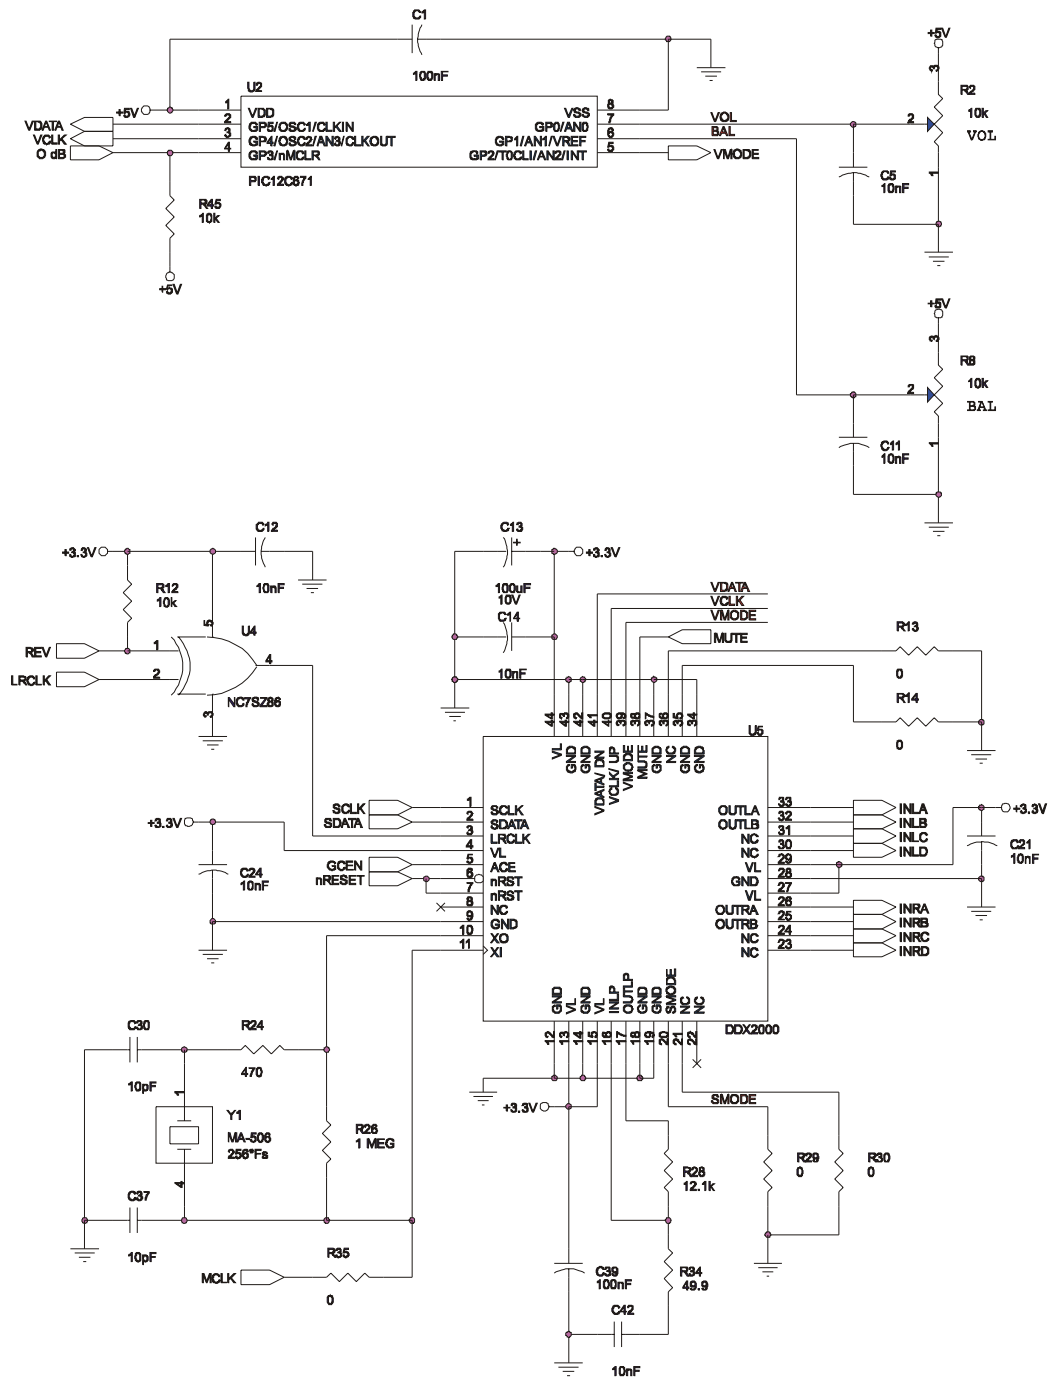 C1
100nF
+5V
U2
PIC12C671
1 VDD
2 GP5/OSC1/CLKIN
3 GP4/OSC2/AN3/CLKOUT
4 GP3/nMCLR
VSS 8
GP0/AN0 7
GP1/AN1/VREF 6
GP2/T0CLI/AN2/INT 5
VDATA
VCLK
O dB
VOL
BAL
VMODE
R45
10k
+5V
+5V
3
R2
10k
VOL
2
1
C5
10nF
+5V
3
R8
10k
BAL
2
1
C11
10nF
+3.3V
C12
10nF
R12
10k
REV
LRCLK
1
2
5
U4
4
3
NC7SZ86
C13
+
100uF
10V
+3.3V
C14
10nF
VDATA
VCLK
VMODE
MUTE
R13
0
R14
0
U5
44 VL
43 GND
42 GND
41 VDATA/ DN
40 VCLK/ UP
39 VMODE
38 MUTE
37 GND
36 NC
35 GND
34 GND
SCLK 1 SCLK
SDATA 2 SDATA
3 LRCLK
4 VL
GCEN 5 ACE
nRESET 6 nRST
7 nRST
8 NC
9 GND
10 XO
11 XI
+3.3V
C24
10nF
OUTLA 33 INLA
OUTLB 32 INLB
NC 31 INLC
NC 30 INLD
VL 29
GND 28
VL 27
OUTRA 26 INRA
OUTRB 25 INRB
NC 24 INRC
NC 23 INRD
+3.3V
C21
10nF
GND 12
VL 13
GND 14
VL 15
INLP 16
OUTLP 17
GND 18
GND 19
SMODE 20
NC 21
NC 22
DDX2000
C30
10pF
R24
470
1
Y1
MA-506
256*Fs
4
R26
1 MEG
C37
10pF
R35
0
MCLK
+3.3V
SMODE
R29
0
R30
0
R28
12.1k
R34
49.9
C39
100nF
C42
10nF